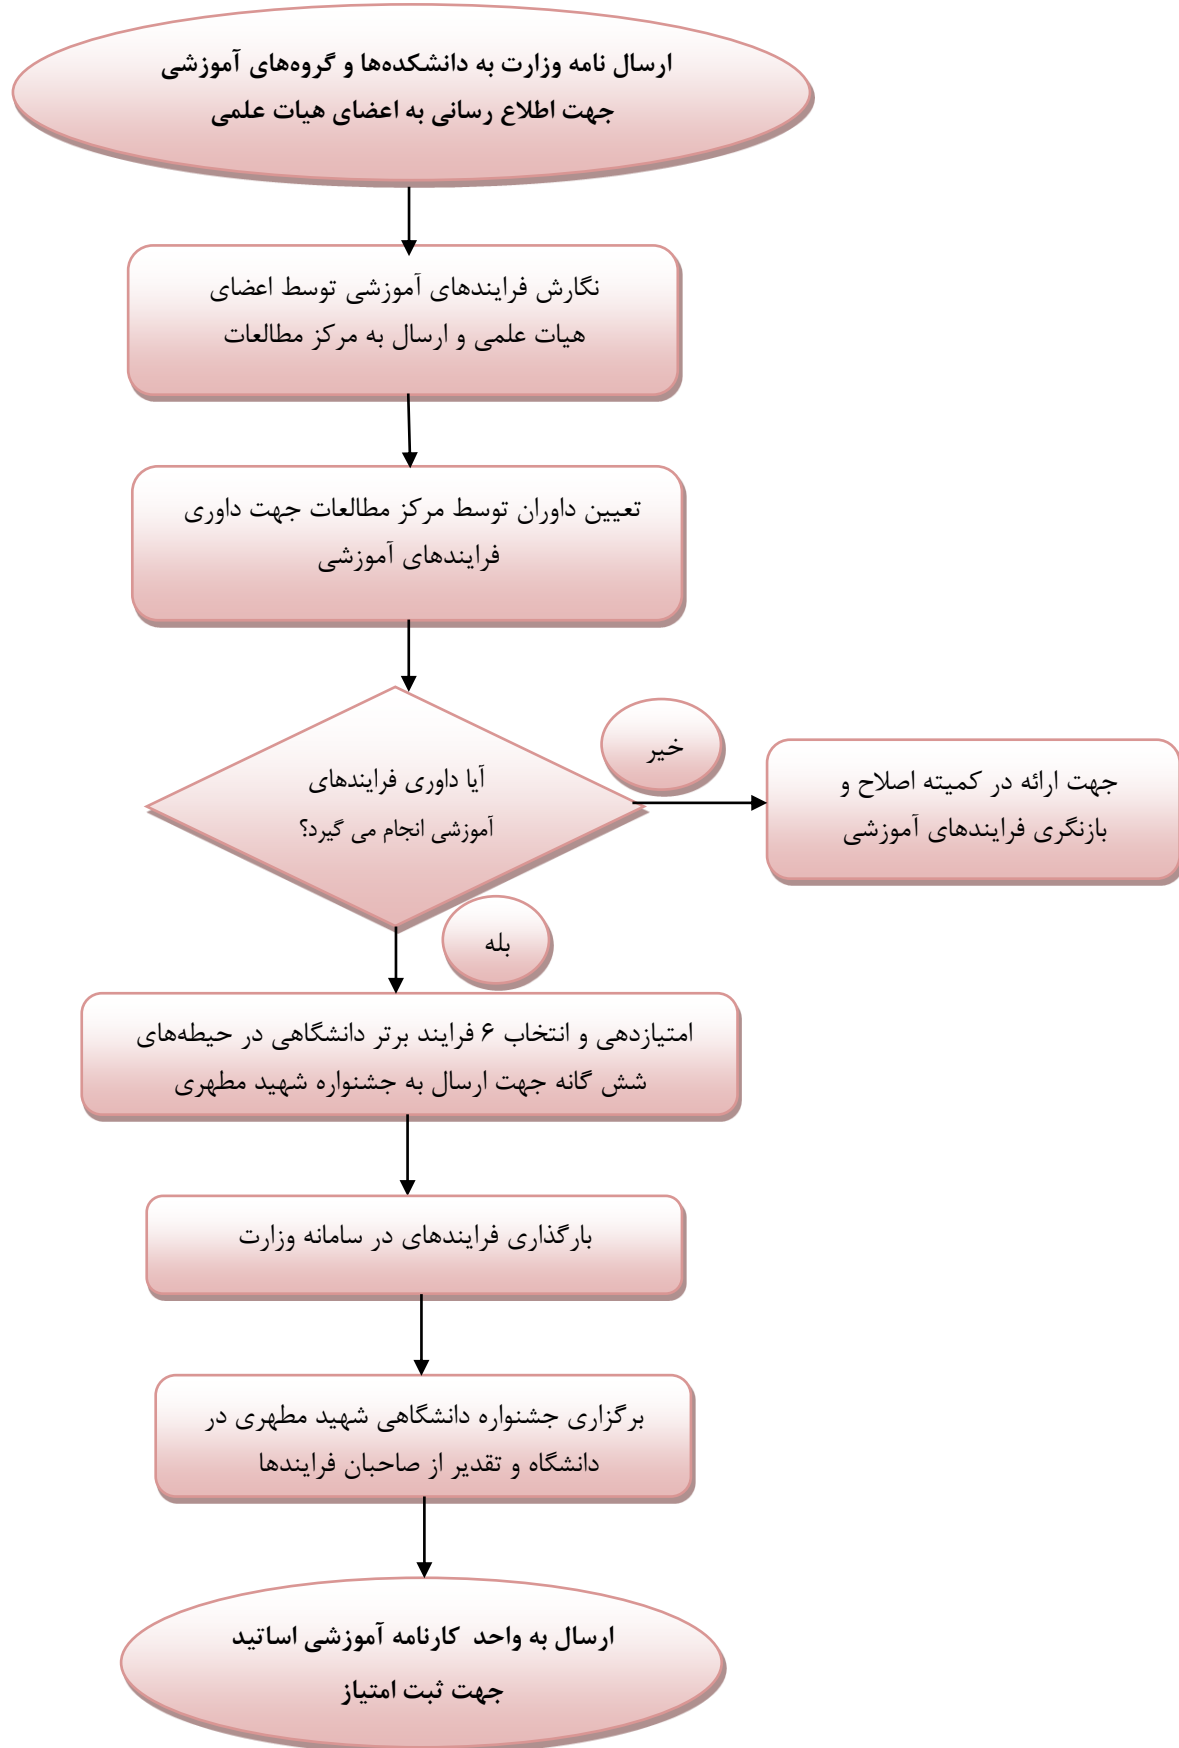 ارسال نامه وزارت به دانشکده‌ها و گروه‌های آموزشی
جهت اطلاع رسانی به اعضای هیات علمی
نگارش فرایندهای آموزشی توسط اعضای
هیات علمی و ارسال به مرکز مطالعات
تعیین داوران توسط مرکز مطالعات جهت داوری
فرایندهای آموزشی
آیا داوری فرایندهای
آموزشی انجام می گیرد؟
خیر
جهت ارائه در کمیته اصلاح و
بازنگری فرایندهای آموزشی
بله
امتیازدهی و انتخاب ۶ فرایند برتر دانشگاهی در حیطه‌های
شش گانه جهت ارسال به جشنواره شهید مطهری
بارگذاری فرایندهای در سامانه وزارت
برگزاری جشنواره دانشگاهی شهید مطهری در
دانشگاه و تقدیر از صاحبان فرایندها
ارسال به واحد کارنامه آموزشی اساتید
جهت ثبت امتیاز